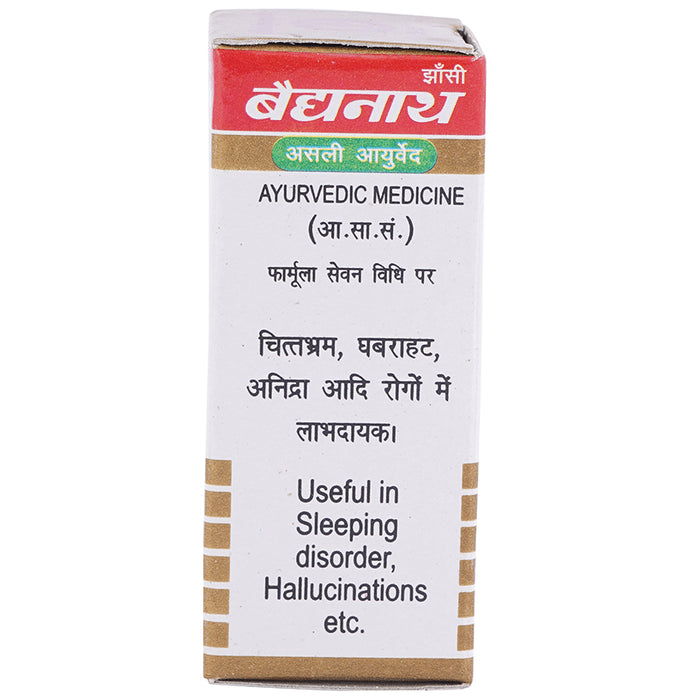 झाँसी
बैद्यनाथ
असली आयुर्वेद
AYURVEDIC MEDICINE
(आ.सा.सं.)
फार्मूला सेवन विधि पर
चित्तभ्रम, घबराहट,
अनिद्रा आदि रोगों में
लाभदायक।
Useful in
Sleeping
disorder,
Hallucinations
etc.